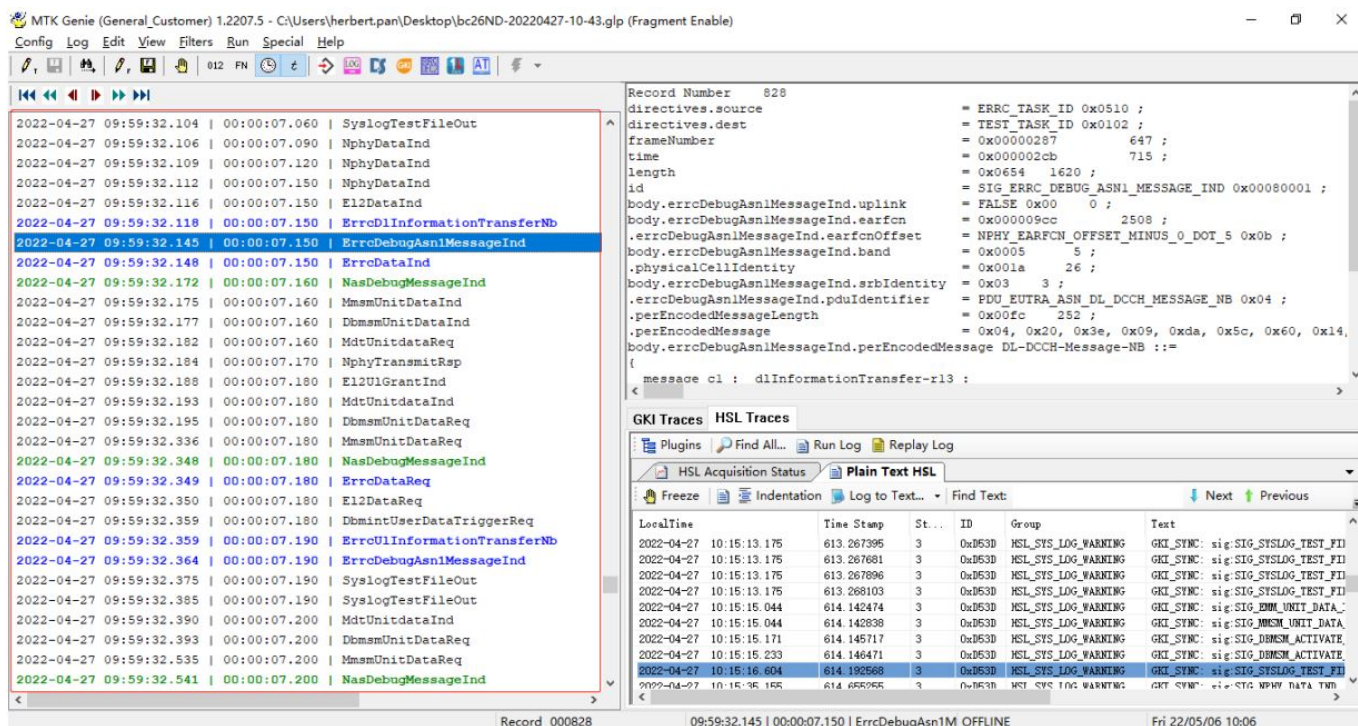 MTK Genie (General_Customer) 1.2207.5 - C:\Users\herbert.pan\Desktop\bc26ND-20220427-10-43.glp (Fragment Enable)
Config Log Edit View Filters Run Special Help
012 FN t LOG AT
2022-04-27 09:59:32.104 | 00:00:07.060 | SyslogTestFileOut
2022-04-27 09:59:32.106 | 00:00:07.090 | NphyDataInd
2022-04-27 09:59:32.109 | 00:00:07.120 | NphyDataInd
2022-04-27 09:59:32.112 | 00:00:07.150 | NphyDataInd
2022-04-27 09:59:32.116 | 00:00:07.150 | El2DataInd
2022-04-27 09:59:32.118 | 00:00:07.150 | ErrcDlInformationTransferNb
2022-04-27 09:59:32.145 | 00:00:07.150 | ErrcDebugAsn1MessageInd
2022-04-27 09:59:32.148 | 00:00:07.150 | ErrcDataInd
2022-04-27 09:59:32.172 | 00:00:07.160 | NasDebugMessageInd
2022-04-27 09:59:32.175 | 00:00:07.160 | MmsmUnitDataInd
2022-04-27 09:59:32.177 | 00:00:07.160 | DbmsmUnitDataInd
2022-04-27 09:59:32.182 | 00:00:07.160 | MdtUnitdataReq
2022-04-27 09:59:32.184 | 00:00:07.170 | NphyTransmitRsp
2022-04-27 09:59:32.188 | 00:00:07.180 | El2UlGrantInd
2022-04-27 09:59:32.193 | 00:00:07.180 | MdtUnitdataInd
2022-04-27 09:59:32.195 | 00:00:07.180 | DbmsmUnitDataReq
2022-04-27 09:59:32.336 | 00:00:07.180 | MmsmUnitDataReq
2022-04-27 09:59:32.348 | 00:00:07.180 | NasDebugMessageInd
2022-04-27 09:59:32.349 | 00:00:07.180 | ErrcDataReq
2022-04-27 09:59:32.350 | 00:00:07.180 | El2DataReq
2022-04-27 09:59:32.359 | 00:00:07.180 | DbmintUserDataTriggerReq
2022-04-27 09:59:32.359 | 00:00:07.190 | ErrcUlInformationTransferNb
2022-04-27 09:59:32.364 | 00:00:07.190 | ErrcDebugAsn1MessageInd
2022-04-27 09:59:32.375 | 00:00:07.190 | SyslogTestFileOut
2022-04-27 09:59:32.385 | 00:00:07.190 | SyslogTestFileOut
2022-04-27 09:59:32.390 | 00:00:07.200 | MdtUnitdataInd
2022-04-27 09:59:32.393 | 00:00:07.200 | DbmsmUnitDataReq
2022-04-27 09:59:32.535 | 00:00:07.200 | MmsmUnitDataReq
2022-04-27 09:59:32.541 | 00:00:07.200 | NasDebugMessageInd
Record Number 828
directives.source = ERRC_TASK_ID 0x0510 ;
directives.dest = TEST_TASK_ID 0x0102 ;
frameNumber = 0x00000287 647 ;
time = 0x000002cb 715 ;
length = 0x0654 1620 ;
id = SIG_ERRC_DEBUG_ASN1_MESSAGE_IND 0x00080001 ;
body.errcDebugAsn1MessageInd.uplink = FALSE 0x00 0 ;
body.errcDebugAsn1MessageInd.earfcn = 0x000009cc 2508 ;
.errcDebugAsn1MessageInd.earfcnOffset = NPHY_EARFCN_OFFSET_MINUS_0_DOT_5 0x0b ;
body.errcDebugAsn1MessageInd.band = 0x0005 5 ;
.physicalCellIdentity = 0x001a 26 ;
body.errcDebugAsn1MessageInd.srbIdentity = 0x03 3 ;
.errcDebugAsn1MessageInd.pduIdentifier = PDU_EUTRA_ASN_DL_DCCH_MESSAGE_NB 0x04 ;
.perEncodedMessageLength = 0x00fc 252 ;
.perEncodedMessage = 0x04, 0x20, 0x3e, 0x09, 0xda, 0x5c, 0x60, 0x14,
body.errcDebugAsn1MessageInd.perEncodedMessage DL-DCCH-Message-NB ::=
{
message c1 : dlInformationTransfer-r13 :
GKI Traces HSL Traces
Plugins Find All... Run Log Replay Log
HSL Acquisition Status Plain Text HSL
Freeze Indentation Log to Text... Find Text: Next Previous
LocalTime Time Stamp St... ID Group Text
2022-04-27 10:15:13.175 613.267395 3 0xD53D HSL_SYS_LOG_WARNING GKI_SYNC: sig:SIG_SYSLOG_TEST_FII
2022-04-27 10:15:13.175 613.267681 3 0xD53D HSL_SYS_LOG_WARNING GKI_SYNC: sig:SIG_SYSLOG_TEST_FII
2022-04-27 10:15:13.175 613.267896 3 0xD53D HSL_SYS_LOG_WARNING GKI_SYNC: sig:SIG_SYSLOG_TEST_FII
2022-04-27 10:15:13.175 613.268103 3 0xD53D HSL_SYS_LOG_WARNING GKI_SYNC: sig:SIG_SYSLOG_TEST_FII
2022-04-27 10:15:15.044 614.142474 3 0xD53D HSL_SYS_LOG_WARNING GKI_SYNC: sig:SIG_EMM_UNIT_DATA_
2022-04-27 10:15:15.044 614.142838 3 0xD53D HSL_SYS_LOG_WARNING GKI_SYNC: sig:SIG_MMSM_UNIT_DATA_
2022-04-27 10:15:15.171 614.145717 3 0xD53D HSL_SYS_LOG_WARNING GKI_SYNC: sig:SIG_DBMSM_ACTIVATE_
2022-04-27 10:15:15.233 614.146471 3 0xD53D HSL_SYS_LOG_WARNING GKI_SYNC: sig:SIG_DBMSM_ACTIVATE_
2022-04-27 10:15:16.604 614.192568 3 0xD53D HSL_SYS_LOG_WARNING GKI_SYNC: sig:SIG_SYSLOG_TEST_FII
2022-04-27 10:15:35.155 614.655255 3 0xD53D HSL_SYS_LOG_WARNING GKI_SYNC: sig:SIG_NPHY_DATA_IND
Record 000828 09:59:32.145 | 00:00:07.150 | ErrcDebugAsn1M OFFLINE Fri 22/05/06 10:06